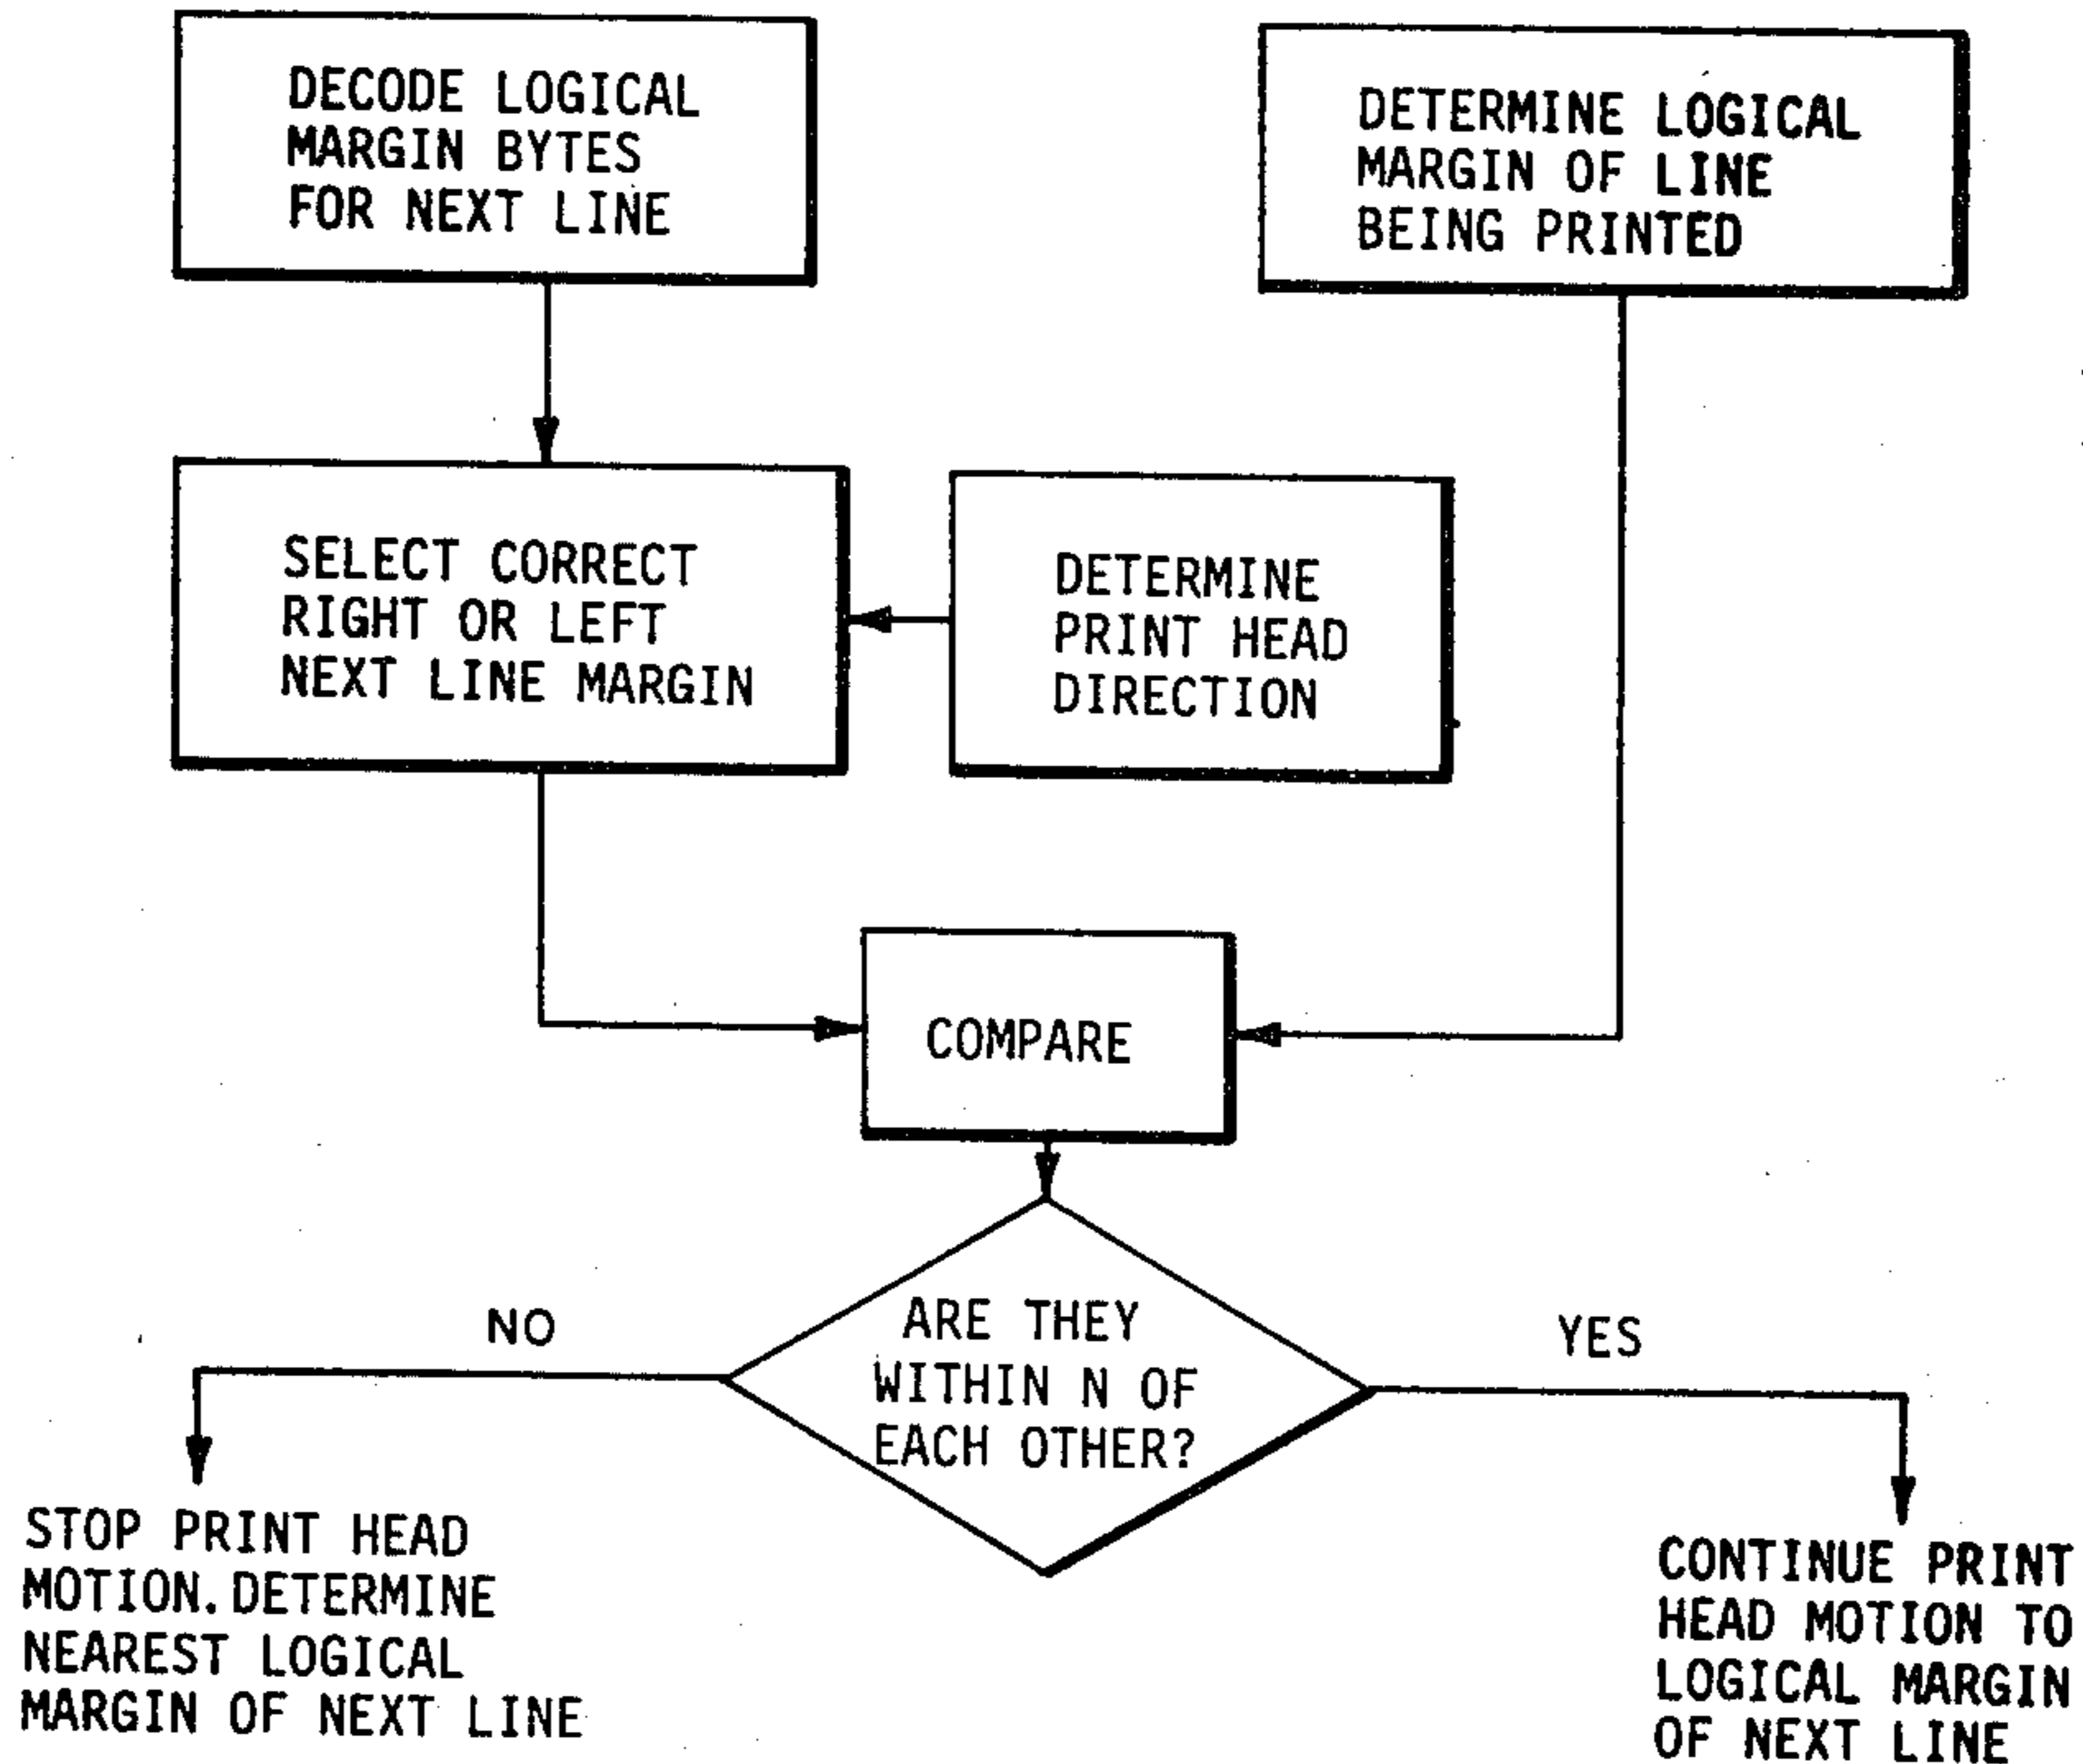 DECODE LOGICAL
MARGIN BYTES
FOR NEXT LINE
DETERMINE LOGICAL
MARGIN OF LINE
BEING PRINTED
SELECT CORRECT
RIGHT OR LEFT
NEXT LINE MARGIN
DETERMINE
PRINT HEAD
DIRECTION
COMPARE
ARE THEY
WITHIN N OF
EACH OTHER?
NO
YES
STOP PRINT HEAD
MOTION. DETERMINE
NEAREST LOGICAL
MARGIN OF NEXT LINE
CONTINUE PRINT
HEAD MOTION TO
LOGICAL MARGIN
OF NEXT LINE